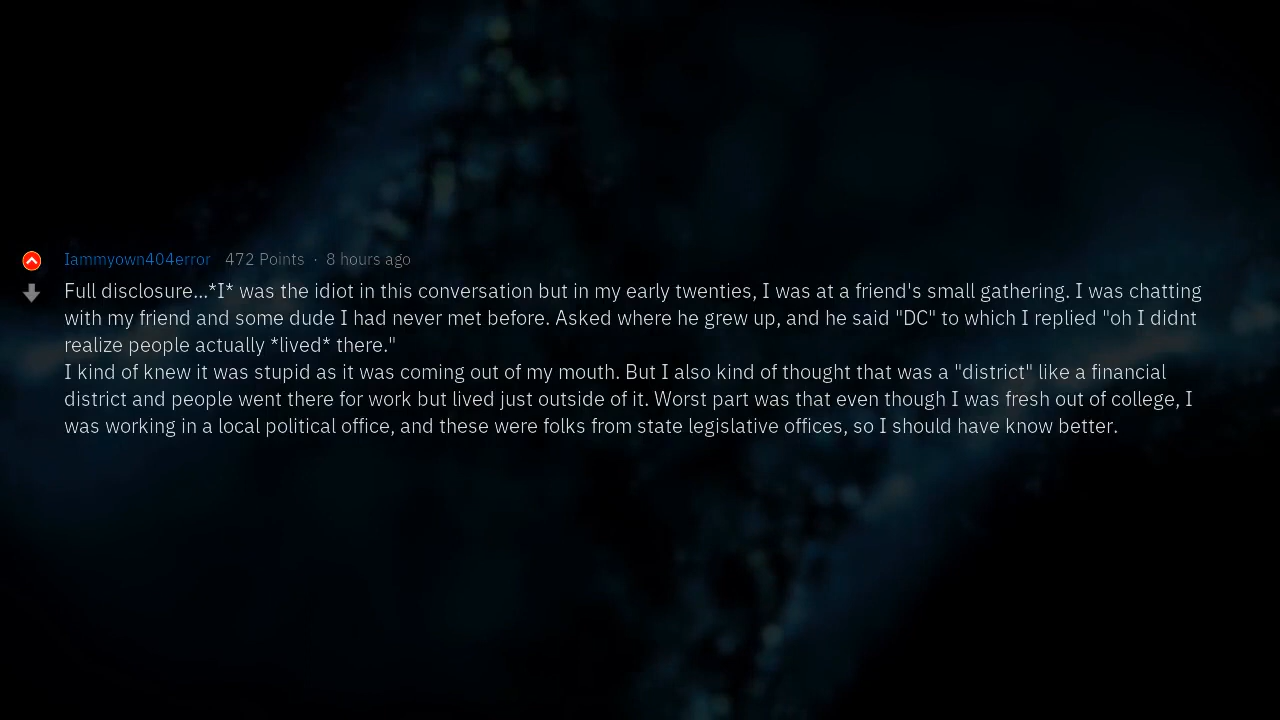 Iammyown404error 472 Points · 8 hours ago
Full disclosure...*I* was the idiot in this conversation but in my early twenties, I was at a friend's small gathering. I was chatting
with my friend and some dude I had never met before. Asked where he grew up, and he said "DC" to which I replied "oh I didnt
realize people actually *lived* there."
I kind of knew it was stupid as it was coming out of my mouth. But I also kind of thought that was a "district" like a financial
district and people went there for work but lived just outside of it. Worst part was that even though I was fresh out of college, I
was working in a local political office, and these were folks from state legislative offices, so I should have know better.